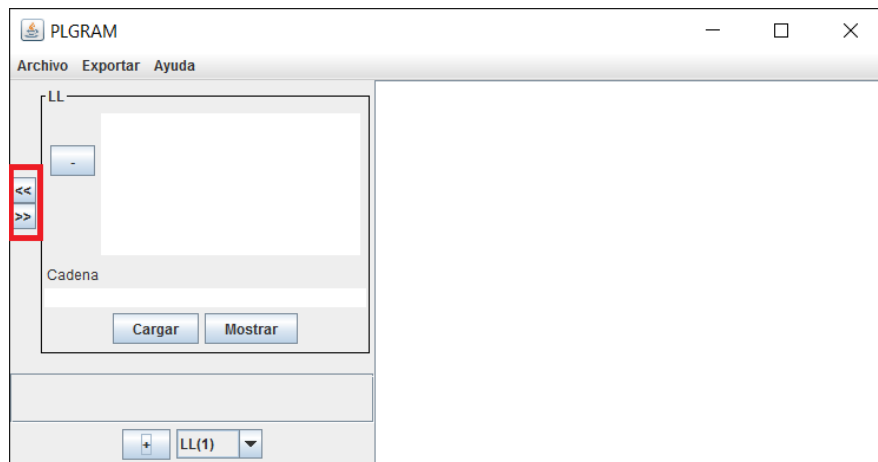 PLGRAM
Archivo Exportar Ayuda
LL
-
<<
>>
Cadena
Cargar Mostrar
+ LL(1)